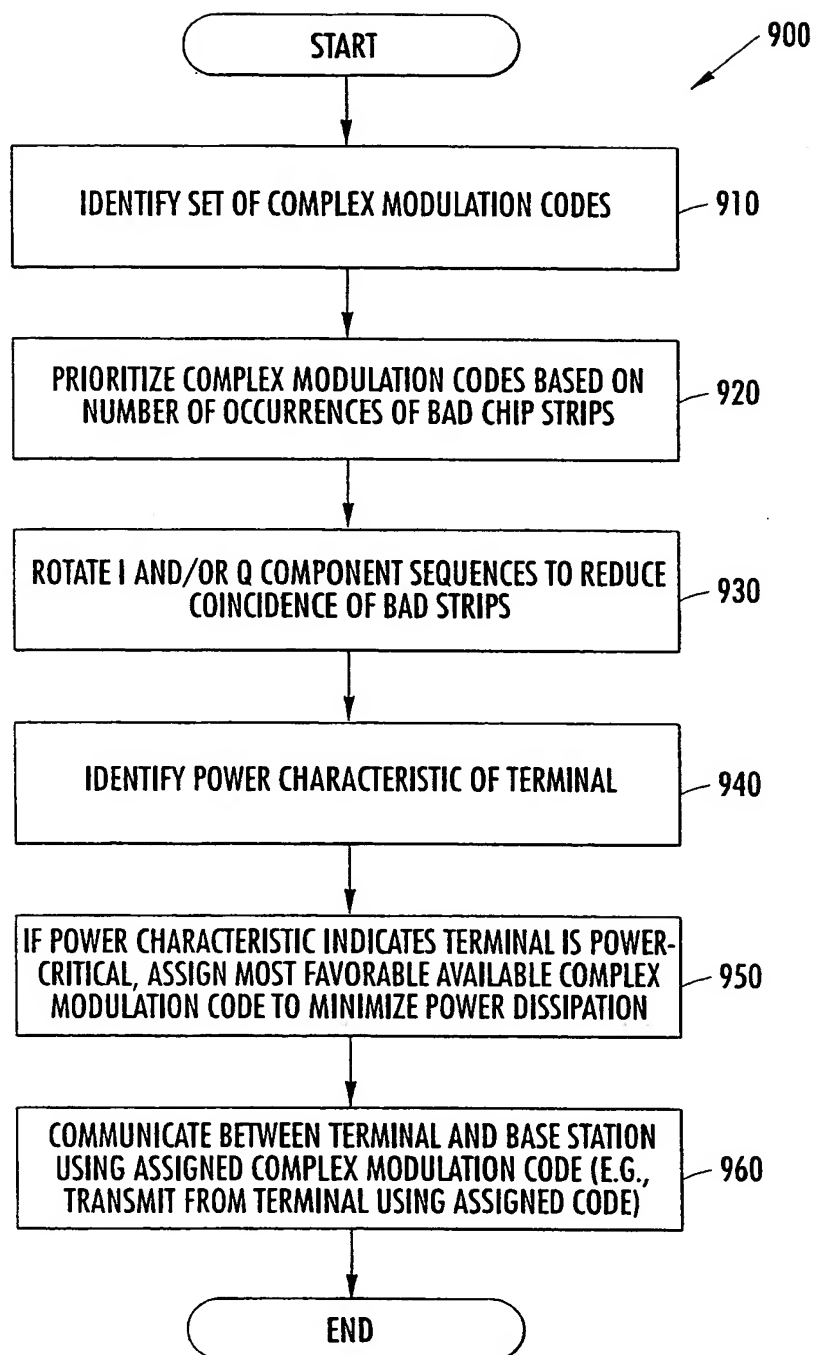 START
900
IDENTIFY SET OF COMPLEX MODULATION CODES
910
PRIORITIZE COMPLEX MODULATION CODES BASED ON
NUMBER OF OCCURRENCES OF BAD CHIP STRIPS
920
ROTATE I AND/OR Q COMPONENT SEQUENCES TO REDUCE
COINCIDENCE OF BAD STRIPS
930
IDENTIFY POWER CHARACTERISTIC OF TERMINAL
940
IF POWER CHARACTERISTIC INDICATES TERMINAL IS POWER-
CRITICAL, ASSIGN MOST FAVORABLE AVAILABLE COMPLEX
MODULATION CODE TO MINIMIZE POWER DISSIPATION
950
COMMUNICATE BETWEEN TERMINAL AND BASE STATION
USING ASSIGNED COMPLEX MODULATION CODE (E.G.,
TRANSMIT FROM TERMINAL USING ASSIGNED CODE)
960
END